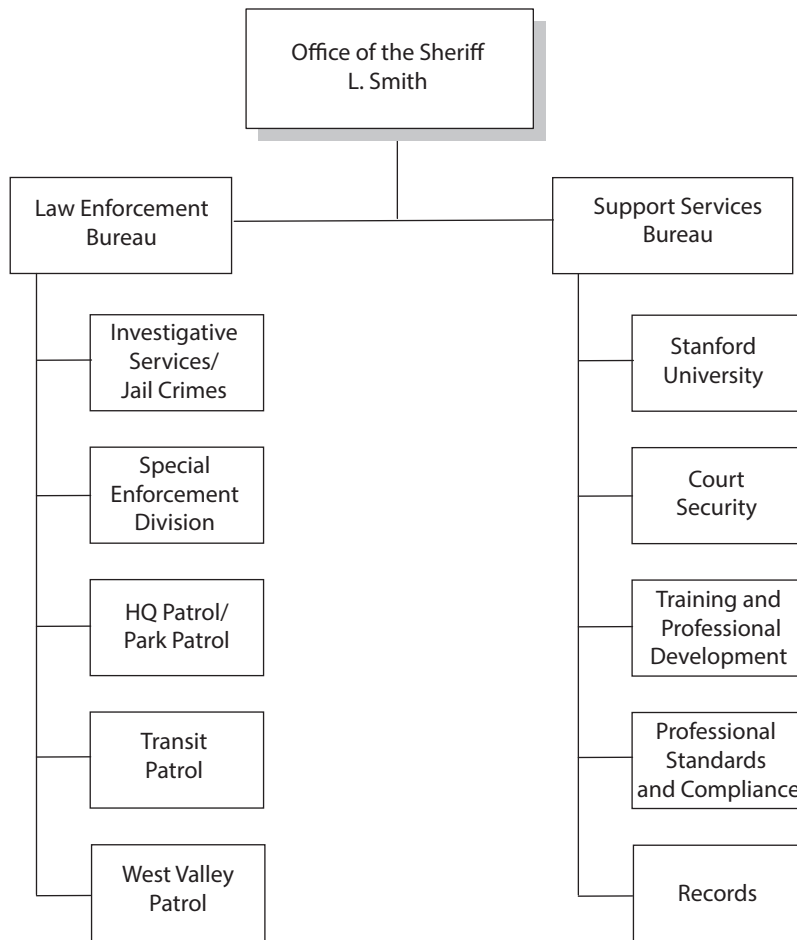 Office of the Sheriff
L. Smith
Law Enforcement
Bureau
Support Services
Bureau
Investigative
Services/
Jail Crimes
Special
Enforcement
Division
HQ Patrol/
Park Patrol
Transit
Patrol
West Valley
Patrol
Stanford
University
Court
Security
Training and
Professional
Development
Professional
Standards
and Compliance
Records